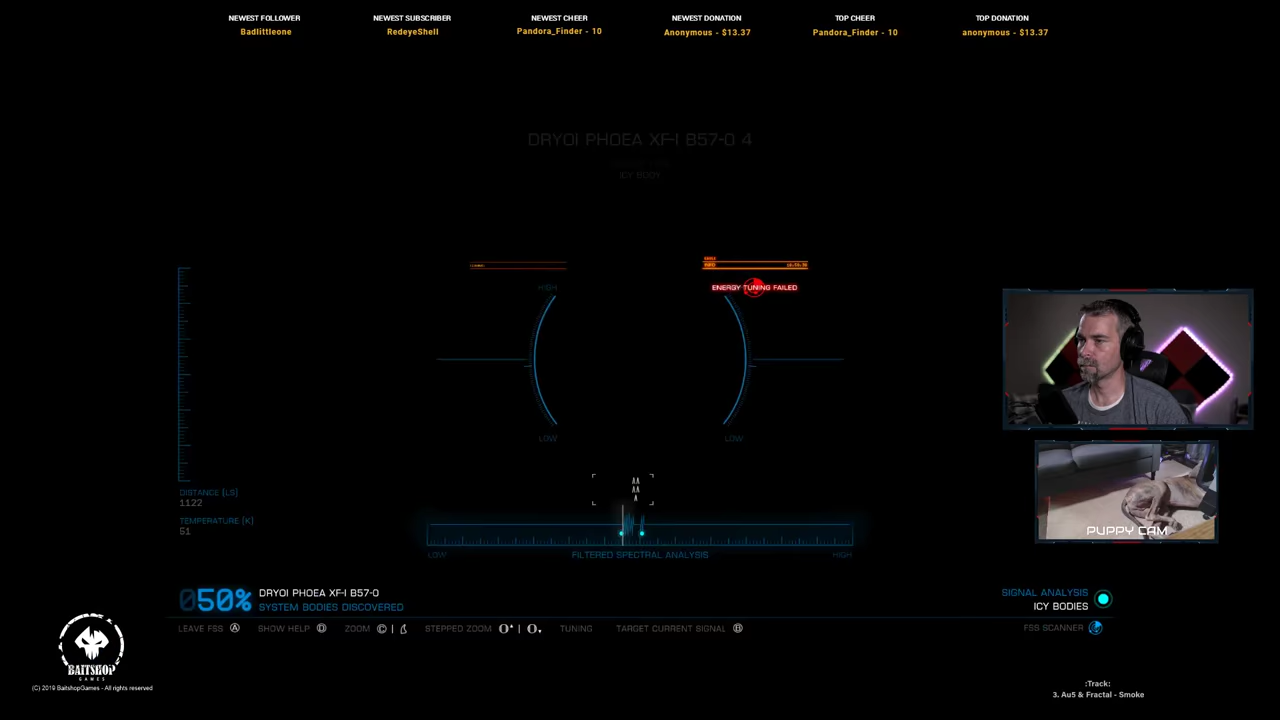 NEWEST FOLLOWER
Badlittleone
NEWEST SUBSCRIBER
RedeyeShell
NEWEST CHEER
Pandora_Finder - 10
NEWEST DONATION
Anonymous - $13.37
TOP CHEER
Pandora_Finder - 10
TOP DONATION
anonymous - $13.37
DRYOI PHOEA XF-I B57-0 4
ICY BODY
HIGH
ENERGY TUNING FAILED
LOW
LOW
DISTANCE (LS)
1122
TEMPERATURE (K)
51
LOW
FILTERED SPECTRAL ANALYSIS
HIGH
PUPPY CAM
050%
DRYOI PHOEA XF-I B57-0
SYSTEM BODIES DISCOVERED
SIGNAL ANALYSIS
ICY BODIES
LEAVE FSS A
SHOW HELP
ZOOM
STEPPED ZOOM
TUNING
TARGET CURRENT SIGNAL
FSS SCANNER
BAITSHOP
GAMES
(C) 2019 BaitshopGames - All rights reserved
:Track:
3. Au5 & Fractal - Smoke